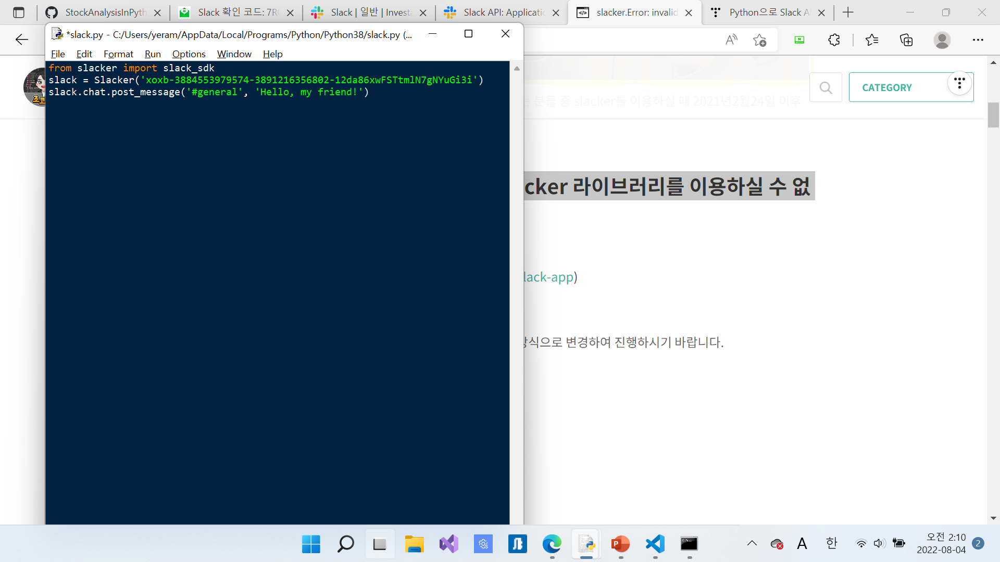 StockAnalysisInPyth
Slack 확인 코드: 7R
Slack | 일반 | Investa
Slack API: Applicatio
slacker.Error: invalid
Python으로 Slack A
*slack.py - C:/Users/yeram/AppData/Local/Programs/Python/Python38/slack.py (...
File Edit Format Run Options Window Help
from slacker import slack_sdk
slack = Slacker('xoxb-3884553979574-3891216356802-12da86xwFSTtmlN7gNYuGi3i')
slack.chat.post_message('#general', 'Hello, my friend!')
조코
분들 중 slacker를 이용하실 때 2021년2월24일 이후
CATEGORY
cker 라이브러리를 이용하실 수 없
lack-app)
방식으로 변경하여 진행하시기 바랍니다.
A
한
오전 2:10
2022-08-04
2